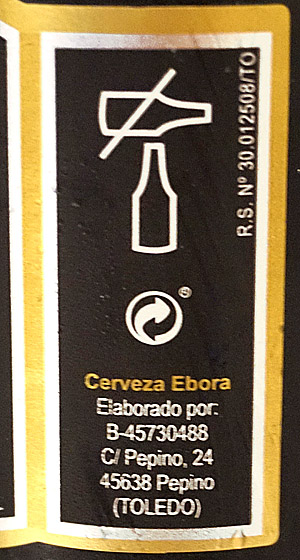 R.S. Nº 30.012508/TO
®
Cerveza Ebora
Elaborado por:
B-45730488
C/ Pepino, 24
45638 Pepino
(TOLEDO)